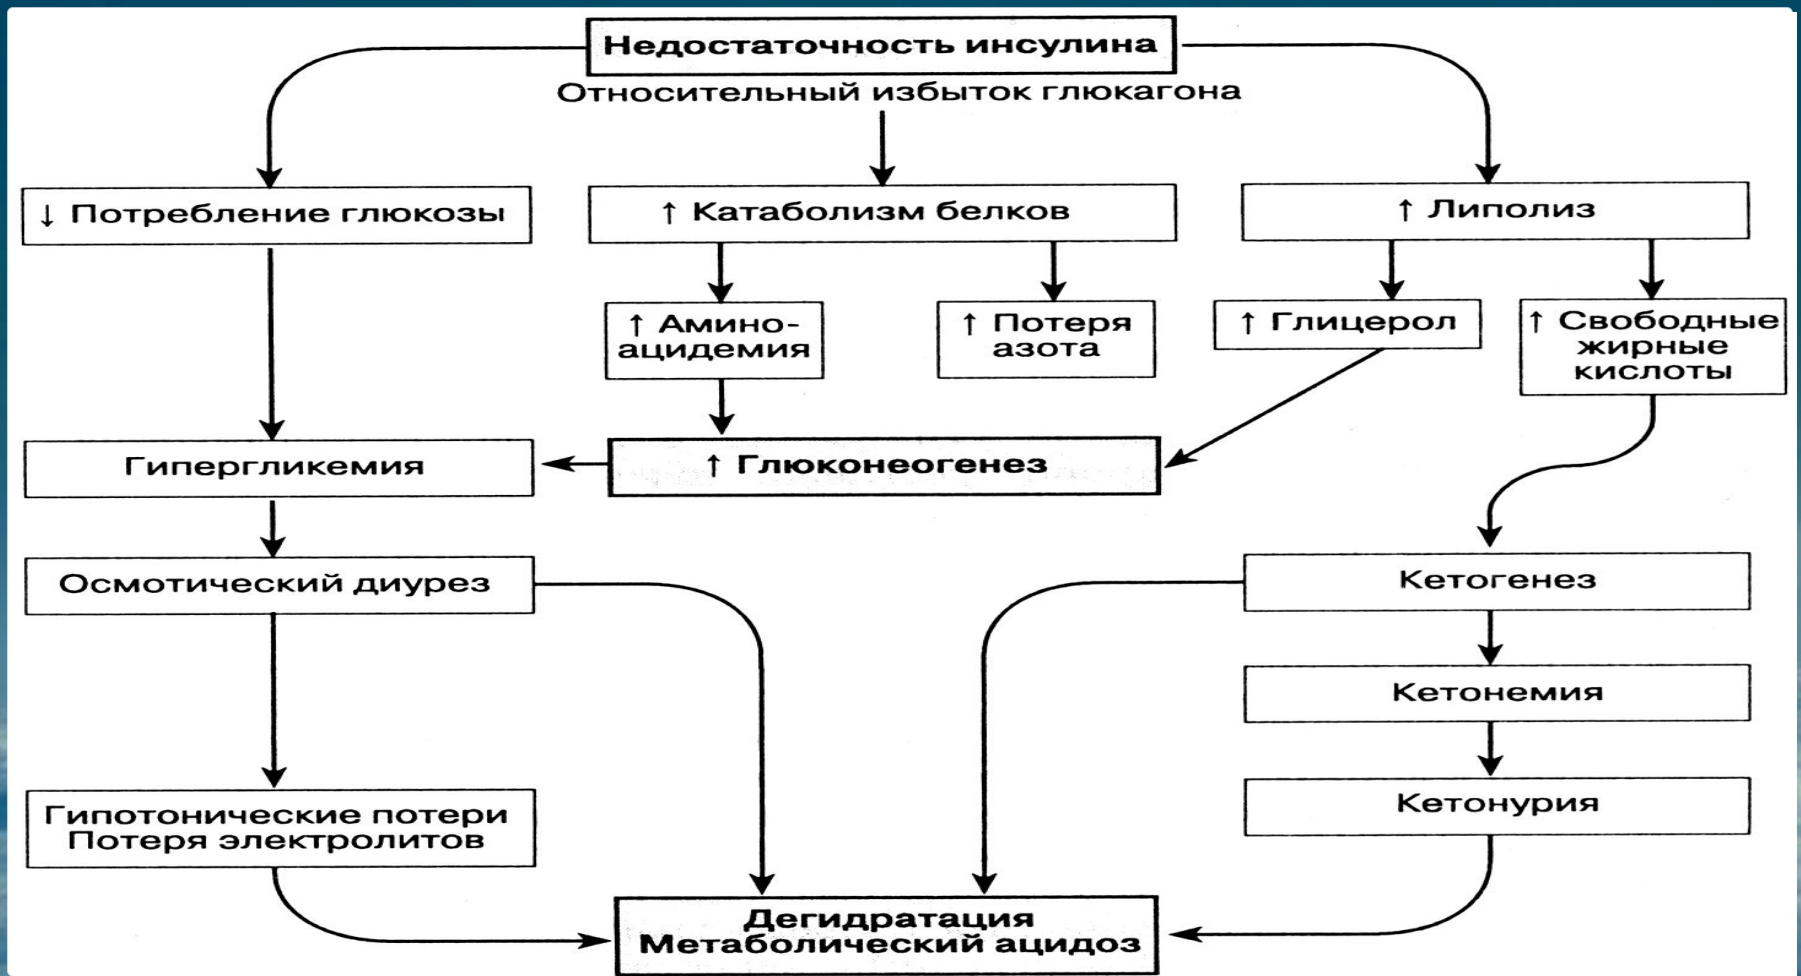 Недостаточность инсулина
Относительный избыток глюкагона
↓ Потребление глюкозы
↑ Катаболизм белков
↑ Липолиз
↑ Амино-
ацидемия
↑ Потеря
азота
↑ Глицерол
↑ Свободные
жирные
кислоты
Гипергликемия
↑ Глюконеогенез
Осмотический диурез
Кетогенез
Кетонемия
Кетонурия
Гипотонические потери
Потеря электролитов
Дегидратация
Метаболический ацидоз